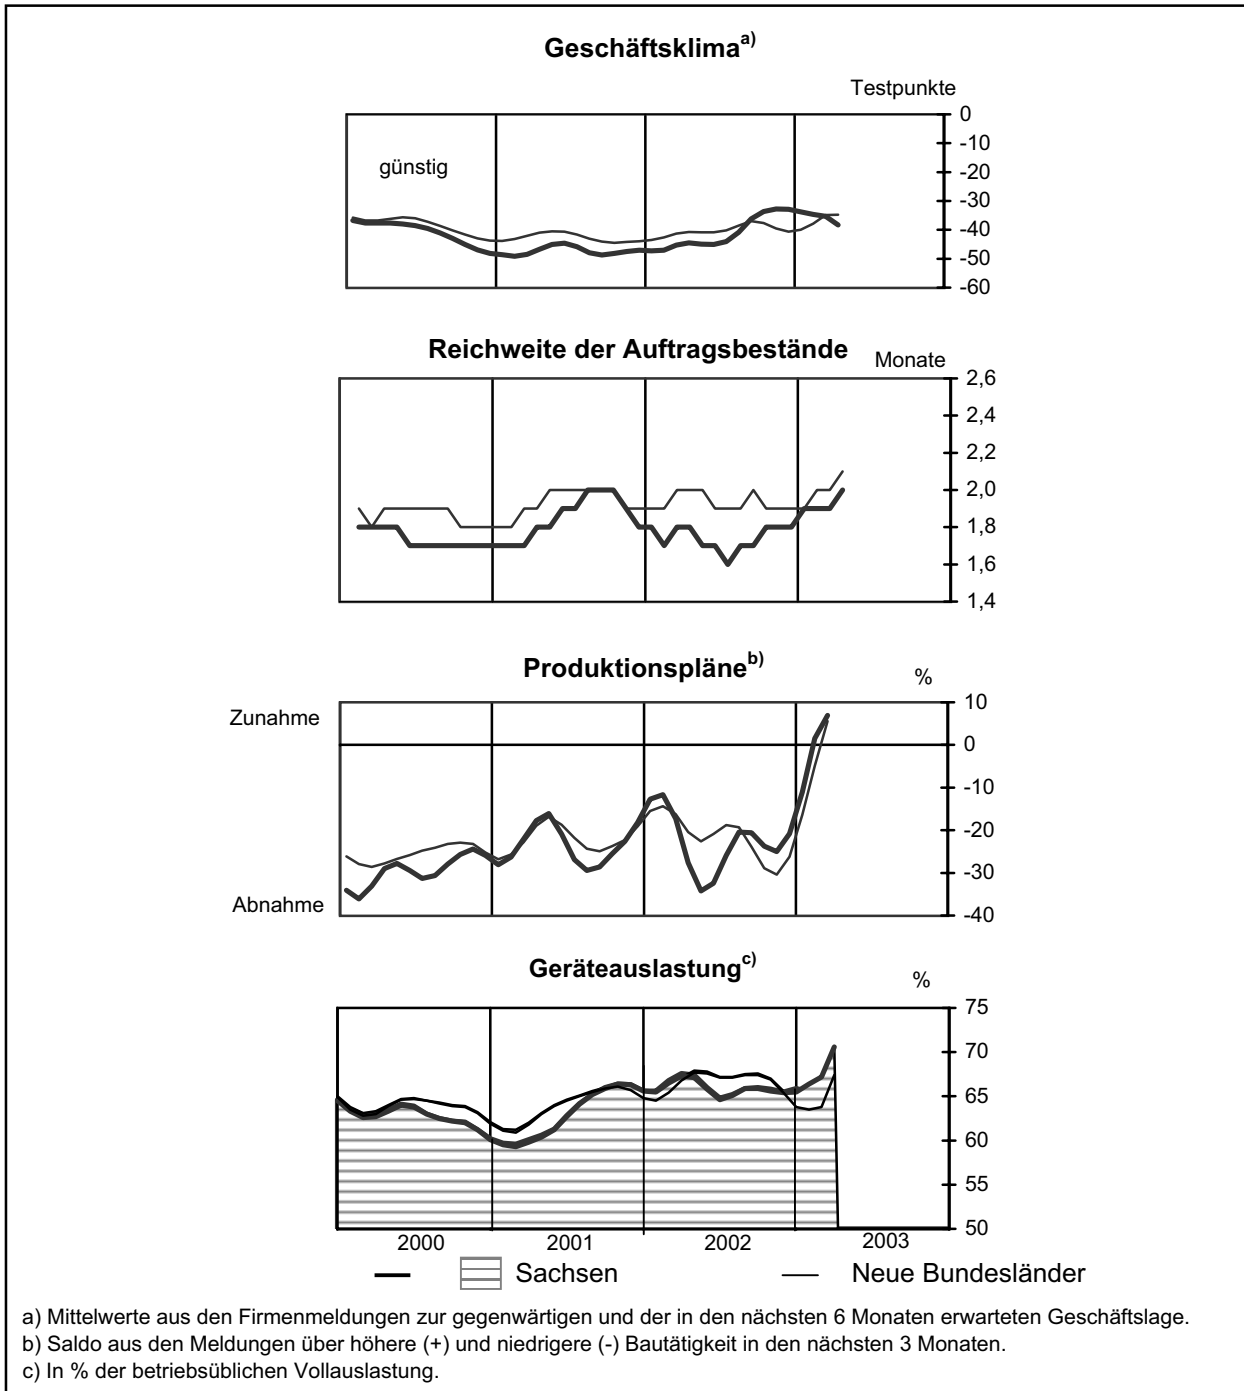 Geschäftsklima a)
Testpunkte
günstig
0
-10
-20
-30
-40
-50
-60
Reichweite der Auftragsbestände
Monate
2,6
2,4
2,2
2,0
1,8
1,6
1,4
Produktionspläne b)
%
Zunahme
Abnahme
10
0
-10
-20
-30
-40
Geräteauslastung c)
%
75
70
65
60
55
50
2000 2001 2002 2003
Sachsen Neue Bundesländer
a) Mittelwerte aus den Firmenmeldungen zur gegenwärtigen und der in den nächsten 6 Monaten erwarteten Geschäftslage.
b) Saldo aus den Meldungen über höhere (+) und niedrigere (-) Bautätigkeit in den nächsten 3 Monaten.
c) In % der betriebsüblichen Vollauslastung.